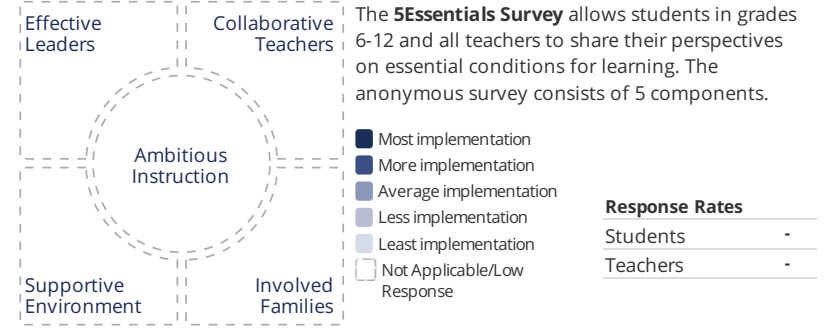 Effective
Leaders
Collaborative
Teachers
Ambitious
Instruction
Supportive
Environment
Involved
Families
The 5Essentials Survey allows students in grades
6-12 and all teachers to share their perspectives
on essential conditions for learning. The
anonymous survey consists of 5 components.
Most implementation
More implementation
Average implementation
Less implementation
Least implementation
Not Applicable/Low
Response
Response Rates
Students -
Teachers -